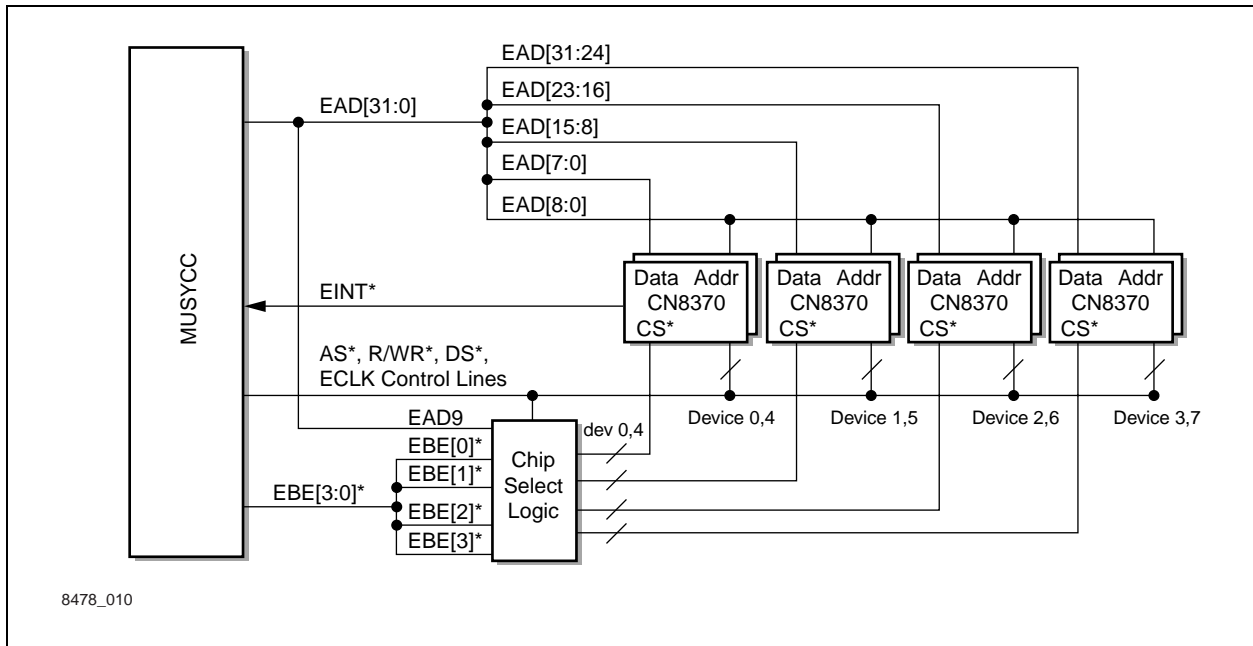 EAD[31:24]
EAD[23:16]
EAD[31:0]
EAD[15:8]
EAD[7:0]
EAD[8:0]
MUSYCC
Data Addr
CN8370
CS*
Data Addr
CN8370
CS*
Data Addr
CN8370
CS*
Data Addr
CN8370
CS*
EINT*
AS*, R/WR*, DS*,
ECLK Control Lines
Device 0,4
Device 1,5
Device 2,6
Device 3,7
EAD9
dev 0,4
EBE[0]*
EBE[1]*
EBE[3:0]*
EBE[2]*
EBE[3]*
Chip
Select
Logic
8478_010